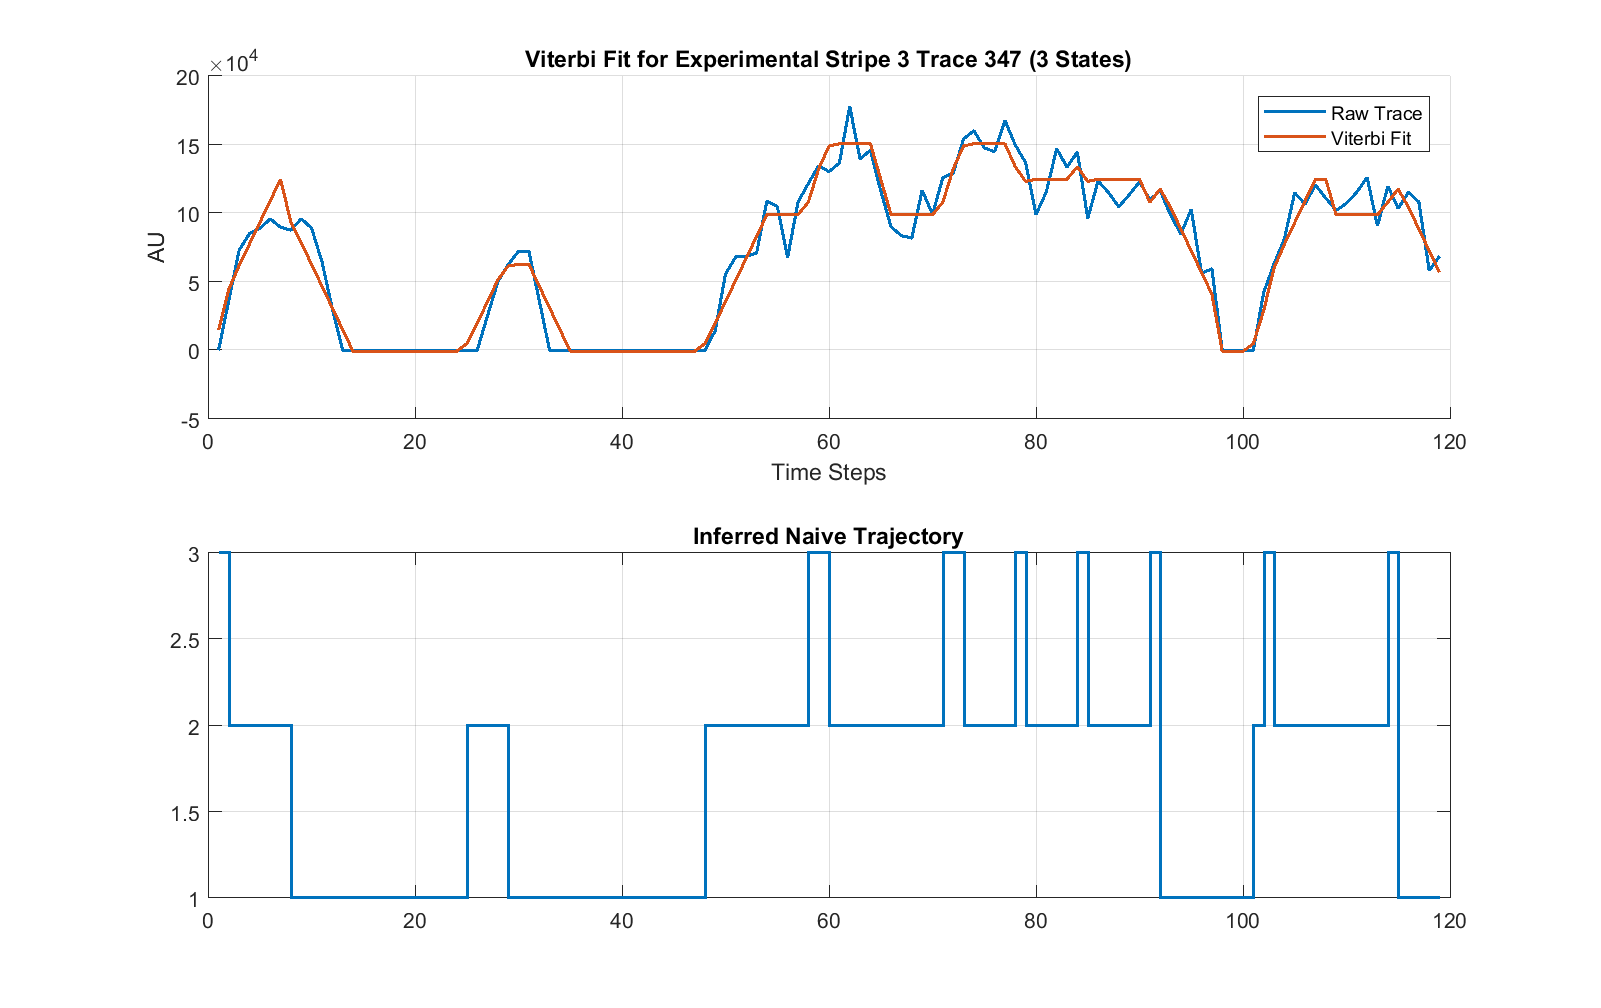 Viterbi Fit for Experimental Stripe 3 Trace 347 (3 States)
×10⁴
20
15
10
5
0
-5
AU
0 20 40 60 80 100 120
Time Steps
Raw Trace
Viterbi Fit
Inferred Naive Trajectory
3
2.5
2
1.5
1
0 20 40 60 80 100 120